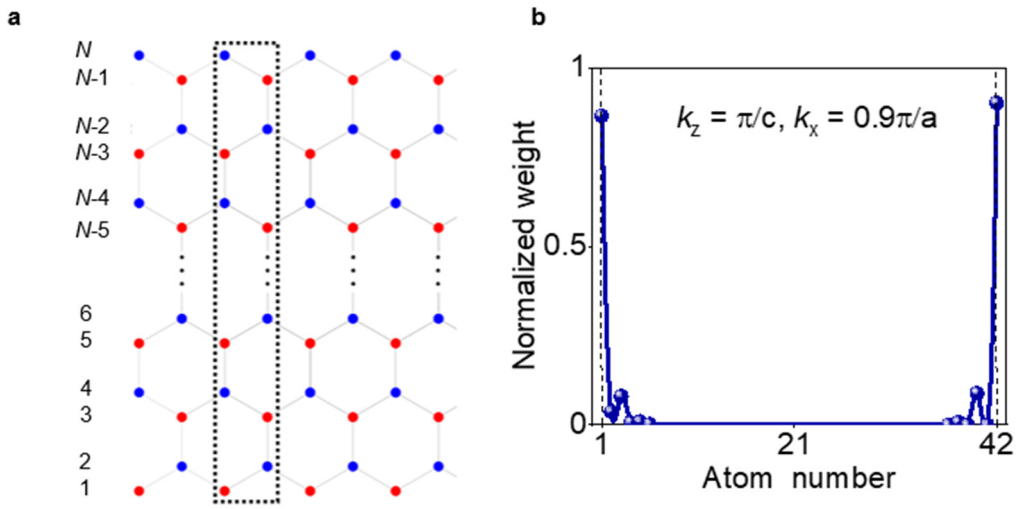 a
N
N-1
N-2
N-3
N-4
N-5
6
5
4
3
2
1
b
1
k_z = π/c, k_x = 0.9π/a
Normalized weight
0.5
0
1
21
42
Atom number